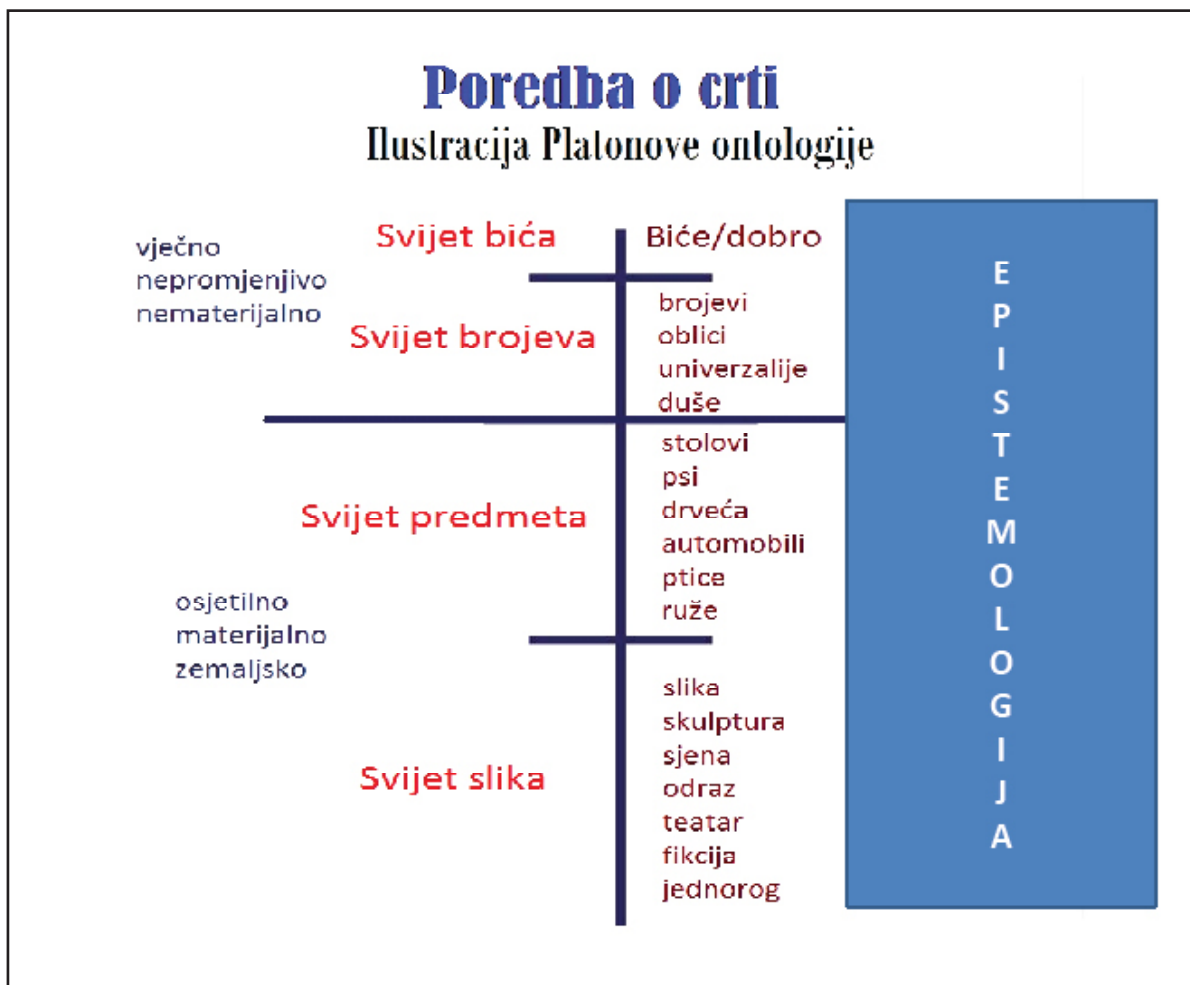 Poredba o crti
Ilustracija Platonove ontologije
vječno
nepromjenjivo
nematerijalno
Svijet bića
Biće/dobro
Svijet brojeva
brojevi
oblici
univerzalije
duše
Svijet predmeta
stolovi
psi
drveća
automobili
ptice
ruže
osjetilno
materijalno
zemaljsko
Svijet slika
slika
skulptura
sjena
odraz
teatar
fikcija
jednorog
E
P
I
S
T
E
M
O
L
O
G
I
J
A